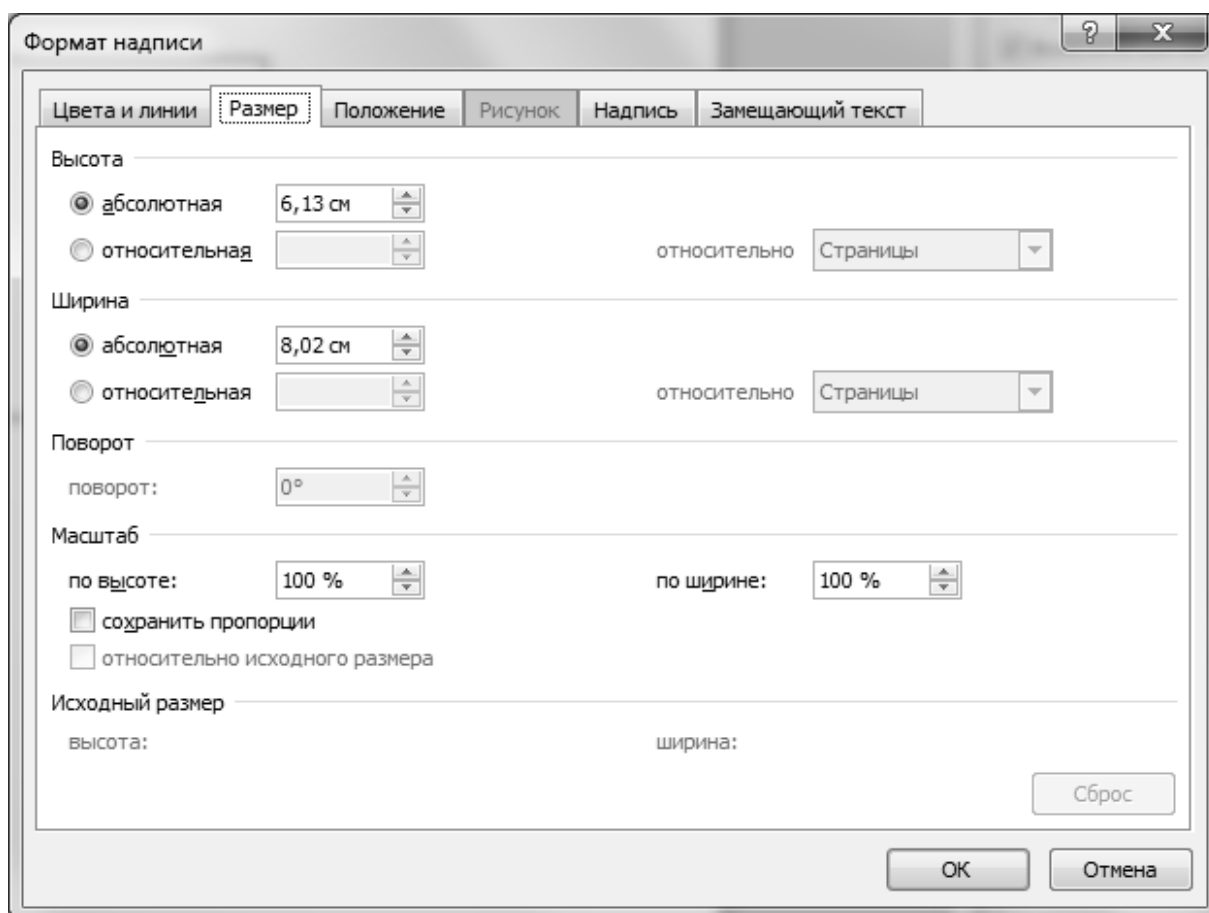 Формат надписи
? X
Цвета и линии Размер Положение Рисунок Надпись Замещающий текст
Высота
абсолютная 6,13 см
относительная относительно Страницы
Ширина
абсолютная 8,02 см
относительная относительно Страницы
Поворот
поворот: 0°
Масштаб
по высоте: 100 % по ширине: 100 %
сохранить пропорции
относительно исходного размера
Исходный размер
высота: ширина:
Сброс
ОК Отмена